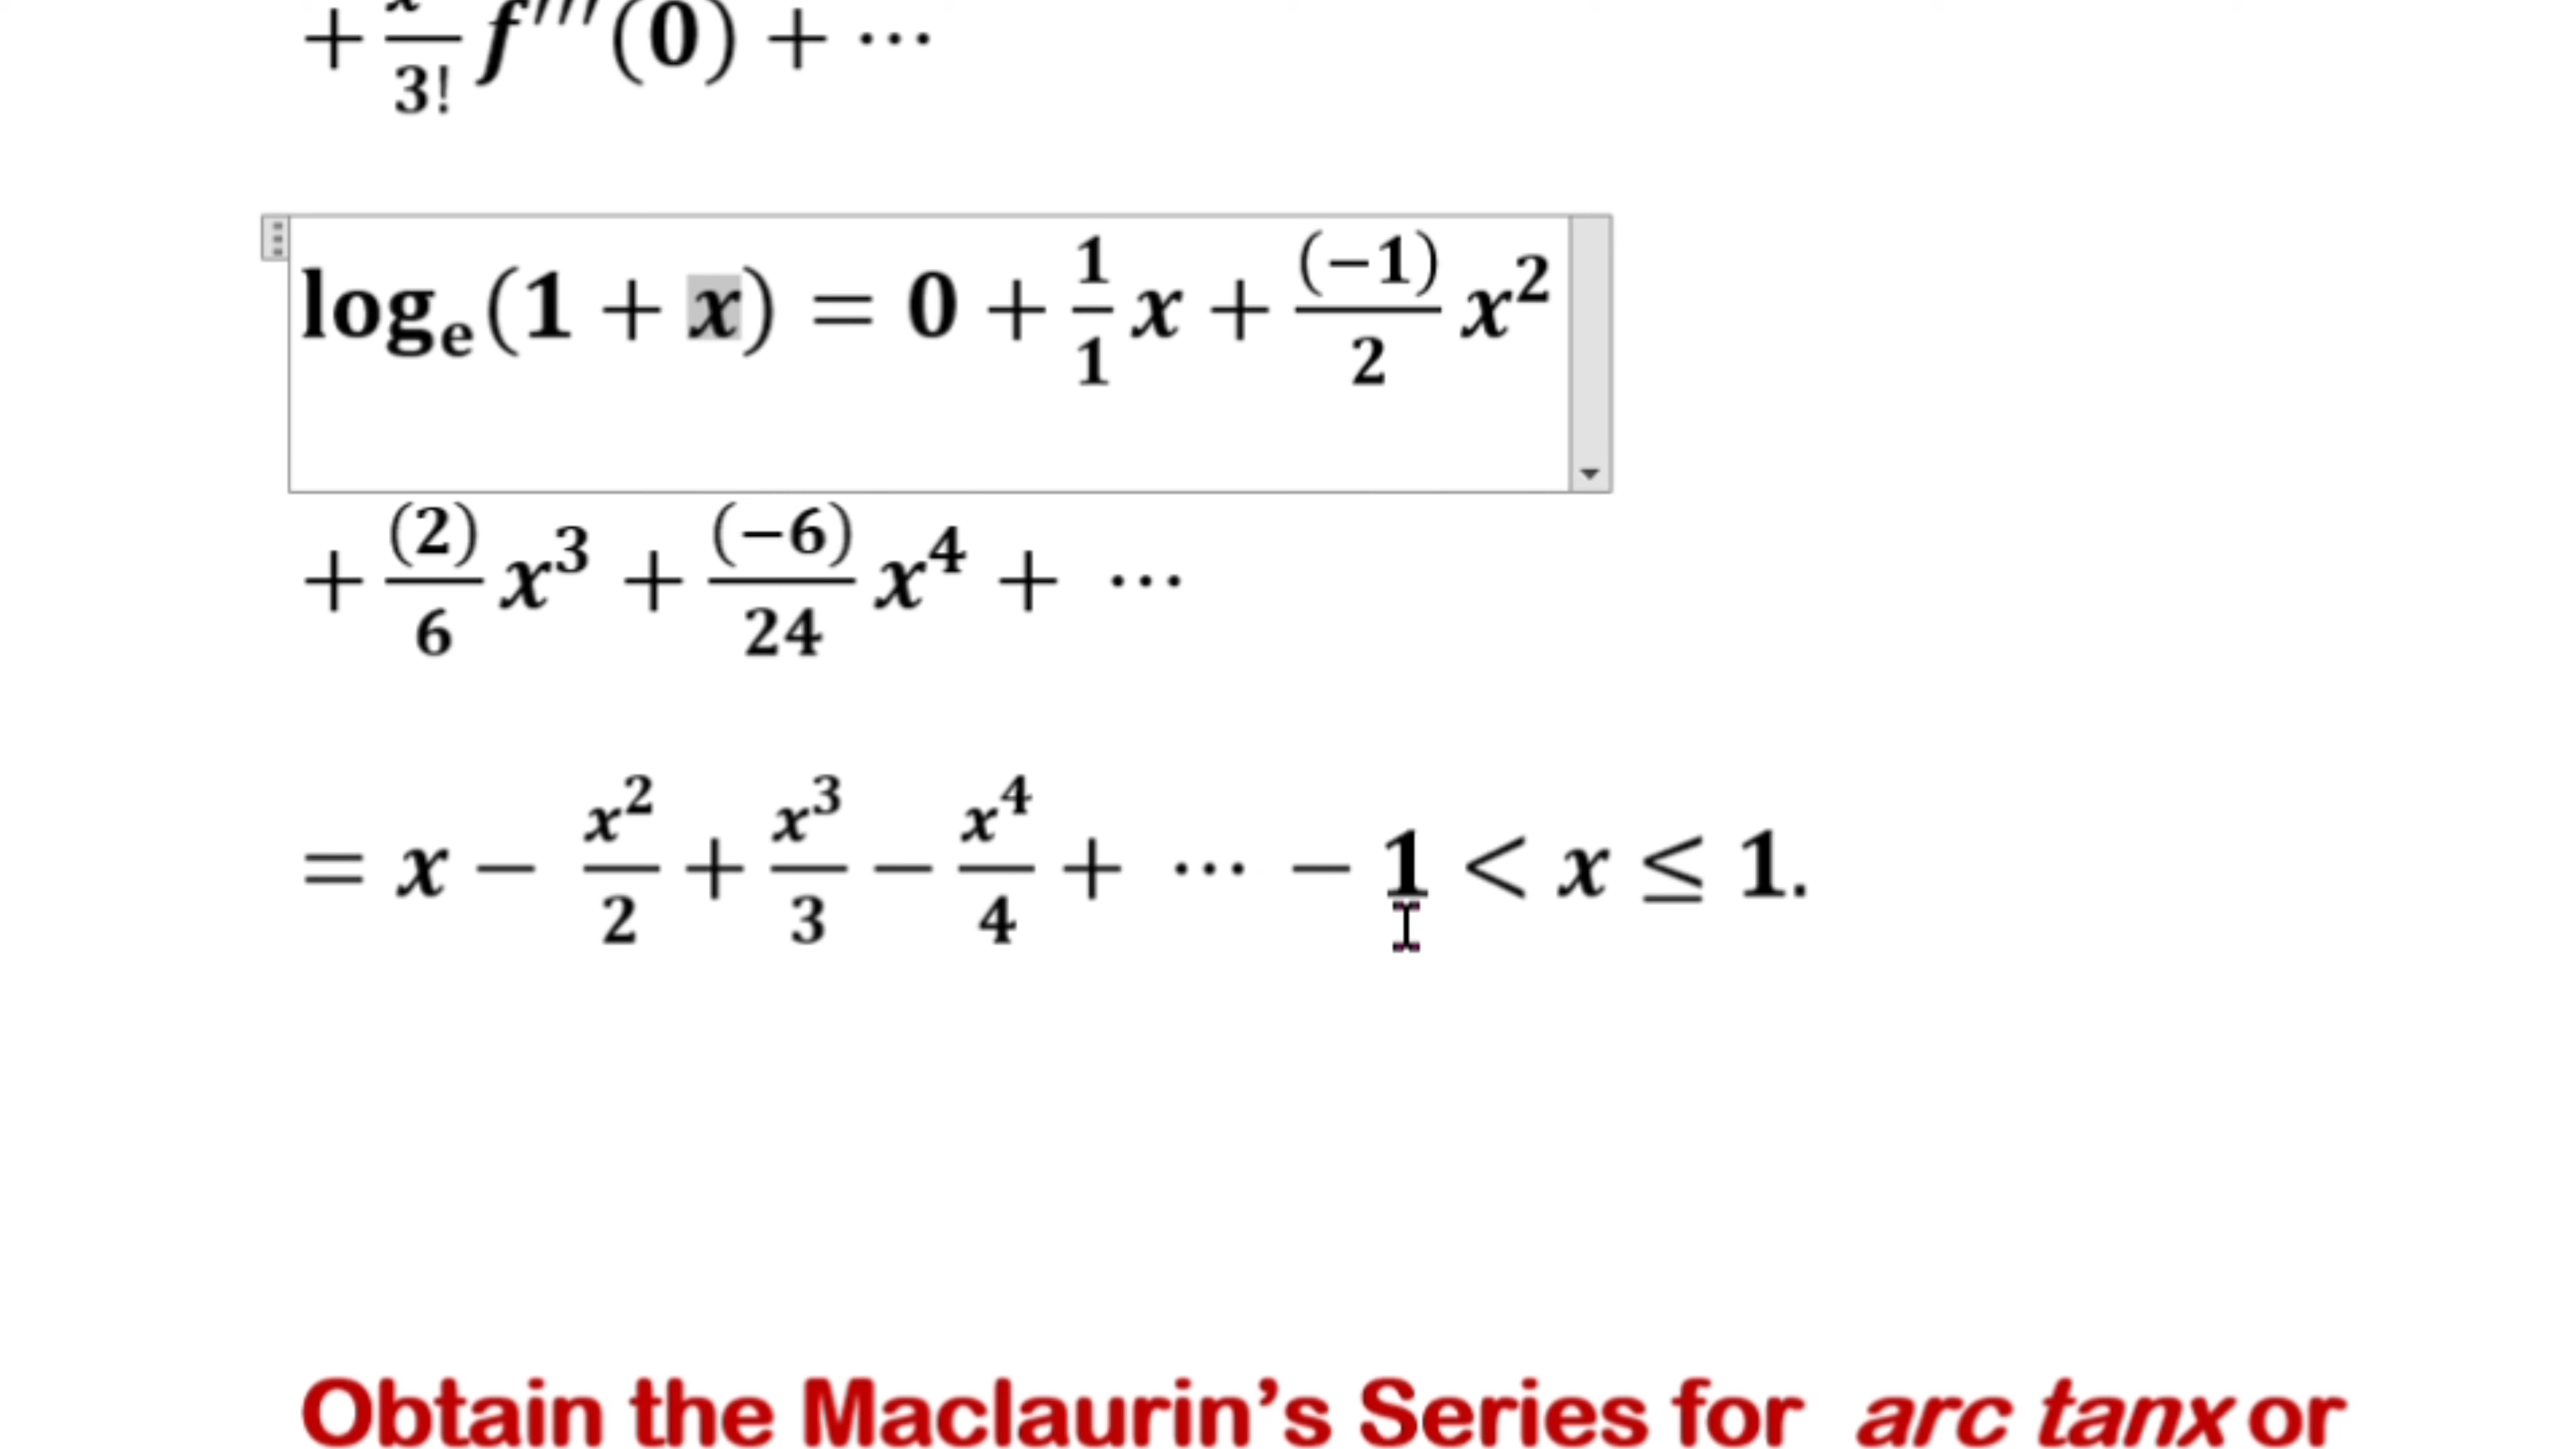 + x/3! f′′′(0) + ⋯
logₑ(1 + x) = 0 + 1/1 x + (−1)/2 x²
+ (2)/6 x³ + (−6)/24 x⁴ + ⋯
= x − x²/2 + x³/3 − x⁴/4 + ⋯ − 1 < x ≤ 1.
Obtain the Maclaurin’s Series for arc tanx or